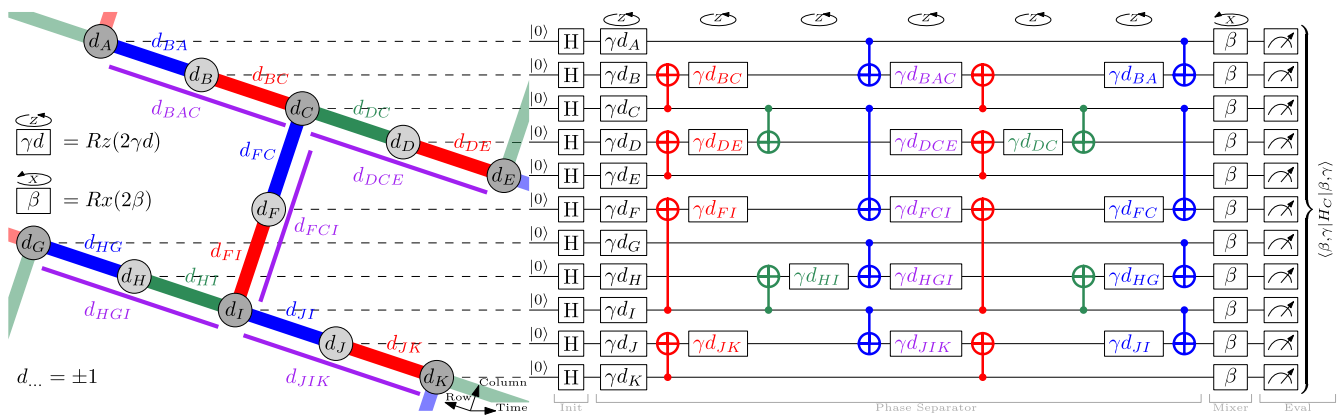 d_A
d_BA
d_B
d_BC
d_BAC
d_C
d_DC
d_D
d_DE
d_DCE
d_E
Z
γd = Rz(2γd)
X
β = Rx(2β)
d_FC
d_F
d_FCI
d_FI
d_G
d_HG
d_H
d_HI
d_HGI
d_I
d_JI
d_J
d_JK
d_JIK
d_K
d_... = ±1
Column
Row
Time
Z Z Z Z Z Z X
|0⟩ H γd_A β
|0⟩ H γd_B γd_BC γd_BAC γd_BA β
|0⟩ H γd_C β
|0⟩ H γd_D γd_DE γd_DCE γd_DC β
|0⟩ H γd_E β
|0⟩ H γd_F γd_FI γd_FCI γd_FC β
|0⟩ H γd_G β
|0⟩ H γd_H γd_HI γd_HGI γd_HG β
|0⟩ H γd_I β
|0⟩ H γd_J γd_JK γd_JIK γd_JI β
|0⟩ H γd_K β
⟨β,γ|H_C|β,γ⟩
Init Phase Separator Mixer Eval